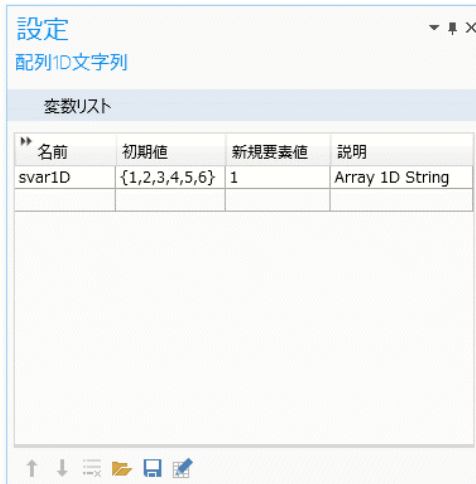 設定
配列1D文字列
変数リスト
名前 初期値 新規要素値 説明
svar1D {1,2,3,4,5,6} 1 Array 1D String